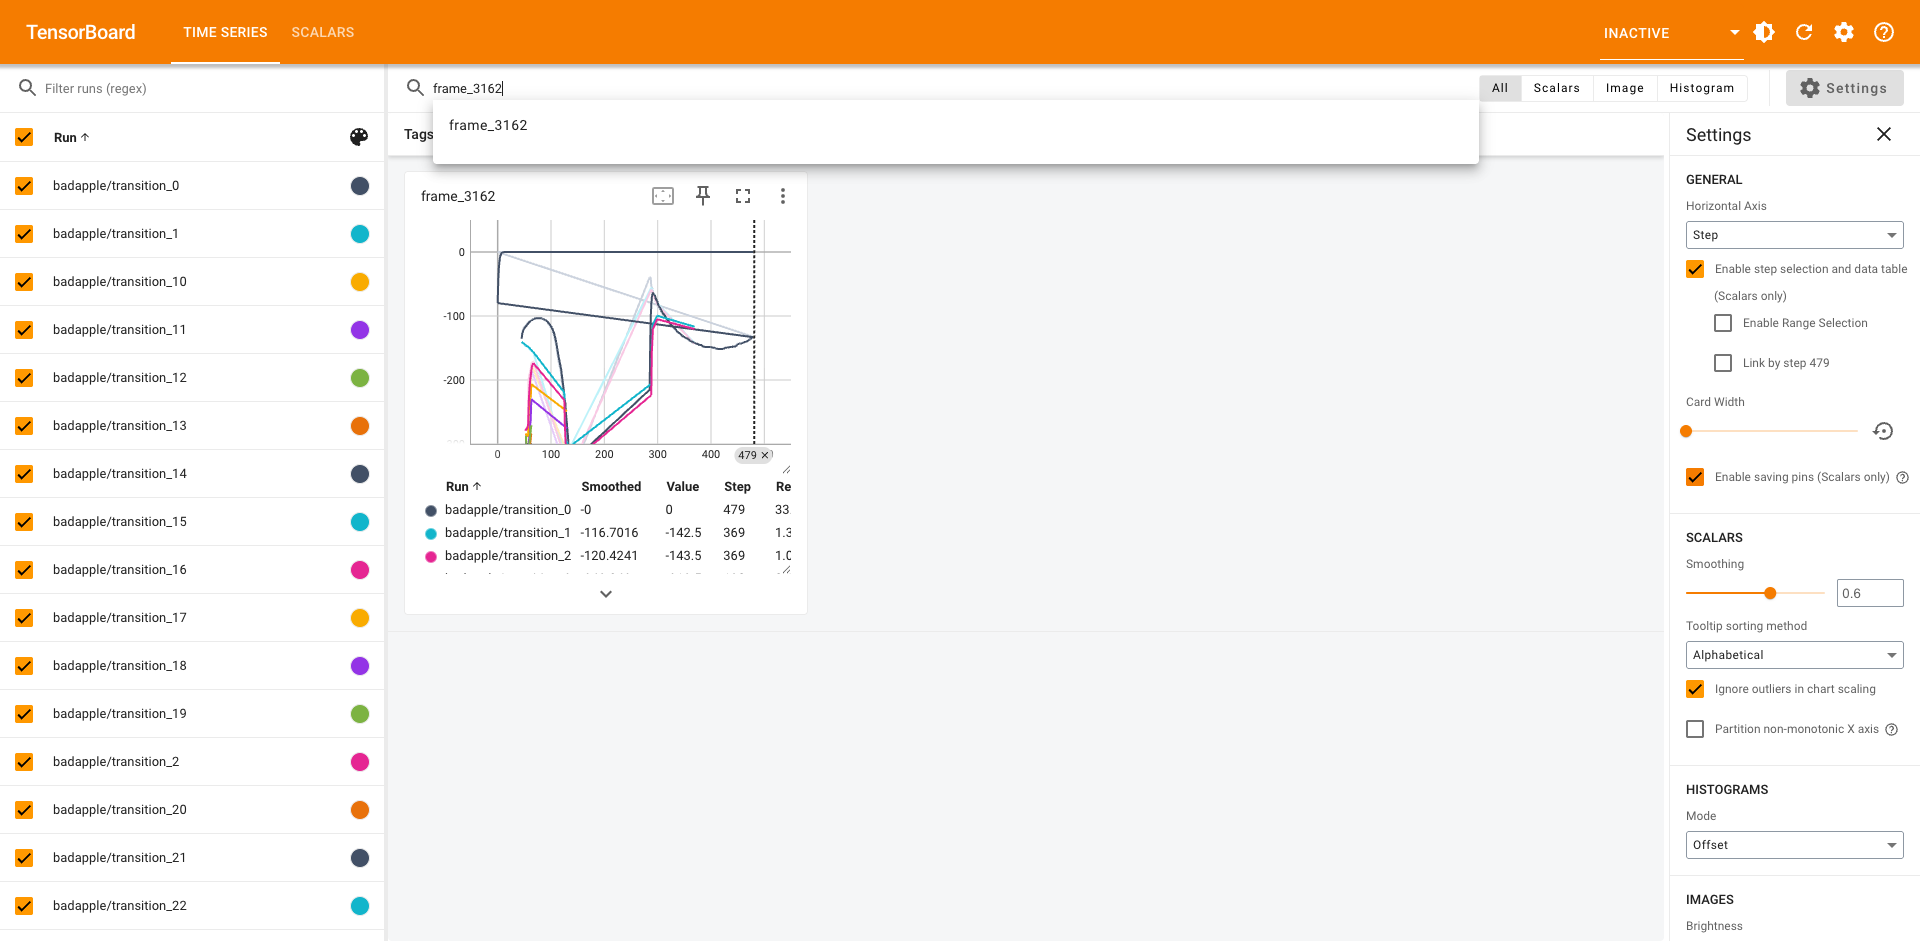 TensorBoard TIME SERIES SCALARS INACTIVE
Filter runs (regex)
frame_3162
All Scalars Image Histogram
Settings
frame_3162
Tags
Run
badapple/transition_0
badapple/transition_1
badapple/transition_10
badapple/transition_11
badapple/transition_12
badapple/transition_13
badapple/transition_14
badapple/transition_15
badapple/transition_16
badapple/transition_17
badapple/transition_18
badapple/transition_19
badapple/transition_2
badapple/transition_20
badapple/transition_21
badapple/transition_22
frame_3162
0
-100
-200
0 100 200 300 400 479
Run Smoothed Value Step Re
badapple/transition_0 -0 0 479 33.
badapple/transition_1 -116.7016 -142.5 369 1.3
badapple/transition_2 -120.4241 -143.5 369 1.0
Settings
GENERAL
Horizontal Axis
Step
Enable step selection and data table
(Scalars only)
Enable Range Selection
Link by step 479
Card Width
Enable saving pins (Scalars only)
SCALARS
Smoothing
0.6
Tooltip sorting method
Alphabetical
Ignore outliers in chart scaling
Partition non-monotonic X axis
HISTOGRAMS
Mode
Offset
IMAGES
Brightness